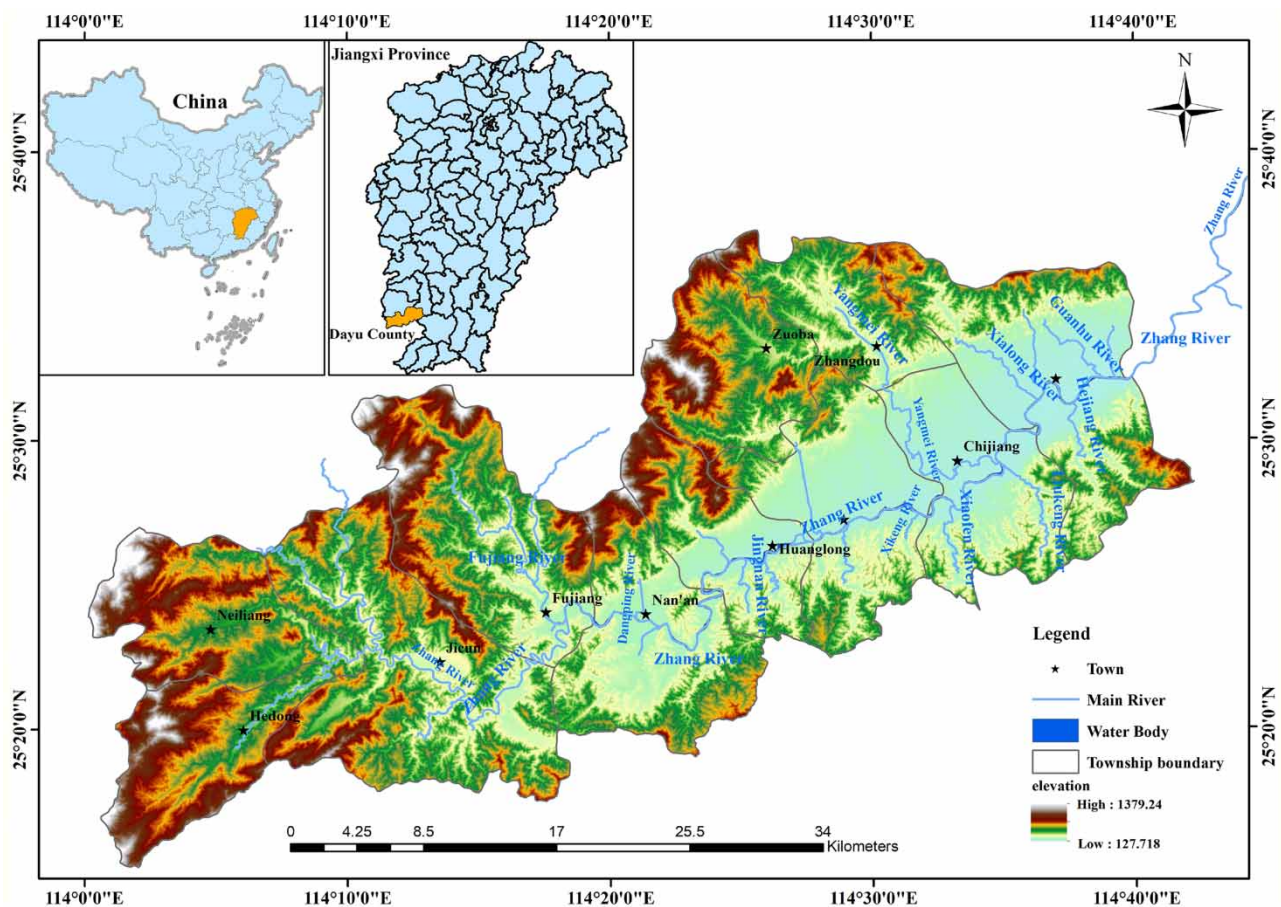 114°0'0"E
114°10'0"E
114°20'0"E
114°30'0"E
114°40'0"E
Jiangxi Province
China
N
25°40'0"N
25°40'0"N
Dayu County
Zhang River
Zhang River
Yangmei River
Guanhu River
Xialong River
Zuoba
Zhangdou
Hejiang River
25°30'0"N
25°30'0"N
Yangmei River
Chijiang
Zhang River
Xikeng River
Xiaofen River
Huanglong
Fujiang River
Dangping River
Fujiang
Nan'an
Neiliang
Jicun
Zhang River
Zhang River
Zhang River
Hedong
25°20'0"N
25°20'0"N
Legend
Town
Main River
Water Body
Township boundary
elevation
High : 1379.24
Low : 127.718
0 4.25 8.5 17 25.5 34
Kilometers
114°0'0"E
114°10'0"E
114°20'0"E
114°30'0"E
114°40'0"E